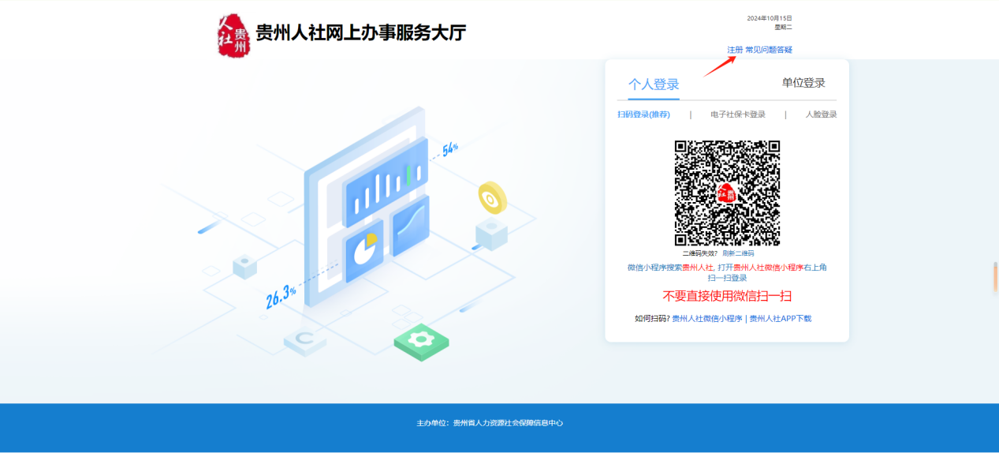 人社贵州
贵州人社网上办事服务大厅
2024年10月15日
星期二
注册 常见问题答疑
个人登录
单位登录
扫码登录(推荐) | 电子社保卡登录 | 人脸登录
54%
26.3%
C
人社贵州
二维码失效? 刷新二维码
微信小程序搜索贵州人社, 打开贵州人社微信小程序右上角
扫一扫登录
不要直接使用微信扫一扫
如何扫码? 贵州人社微信小程序 | 贵州人社APP下载
主办单位：贵州省人力资源社会保障信息中心